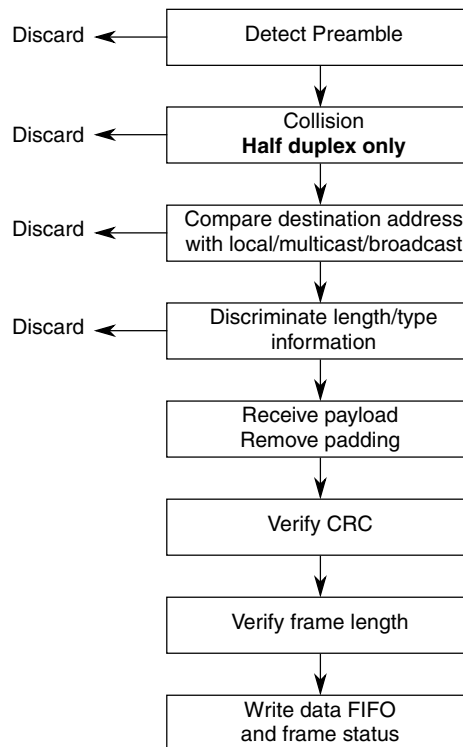 Discard
Detect Preamble
Discard
Collision
Half duplex only
Discard
Compare destination address
with local/multicast/broadcast
Discard
Discriminate length/type
information
Receive payload
Remove padding
Verify CRC
Verify frame length
Write data FIFO
and frame status